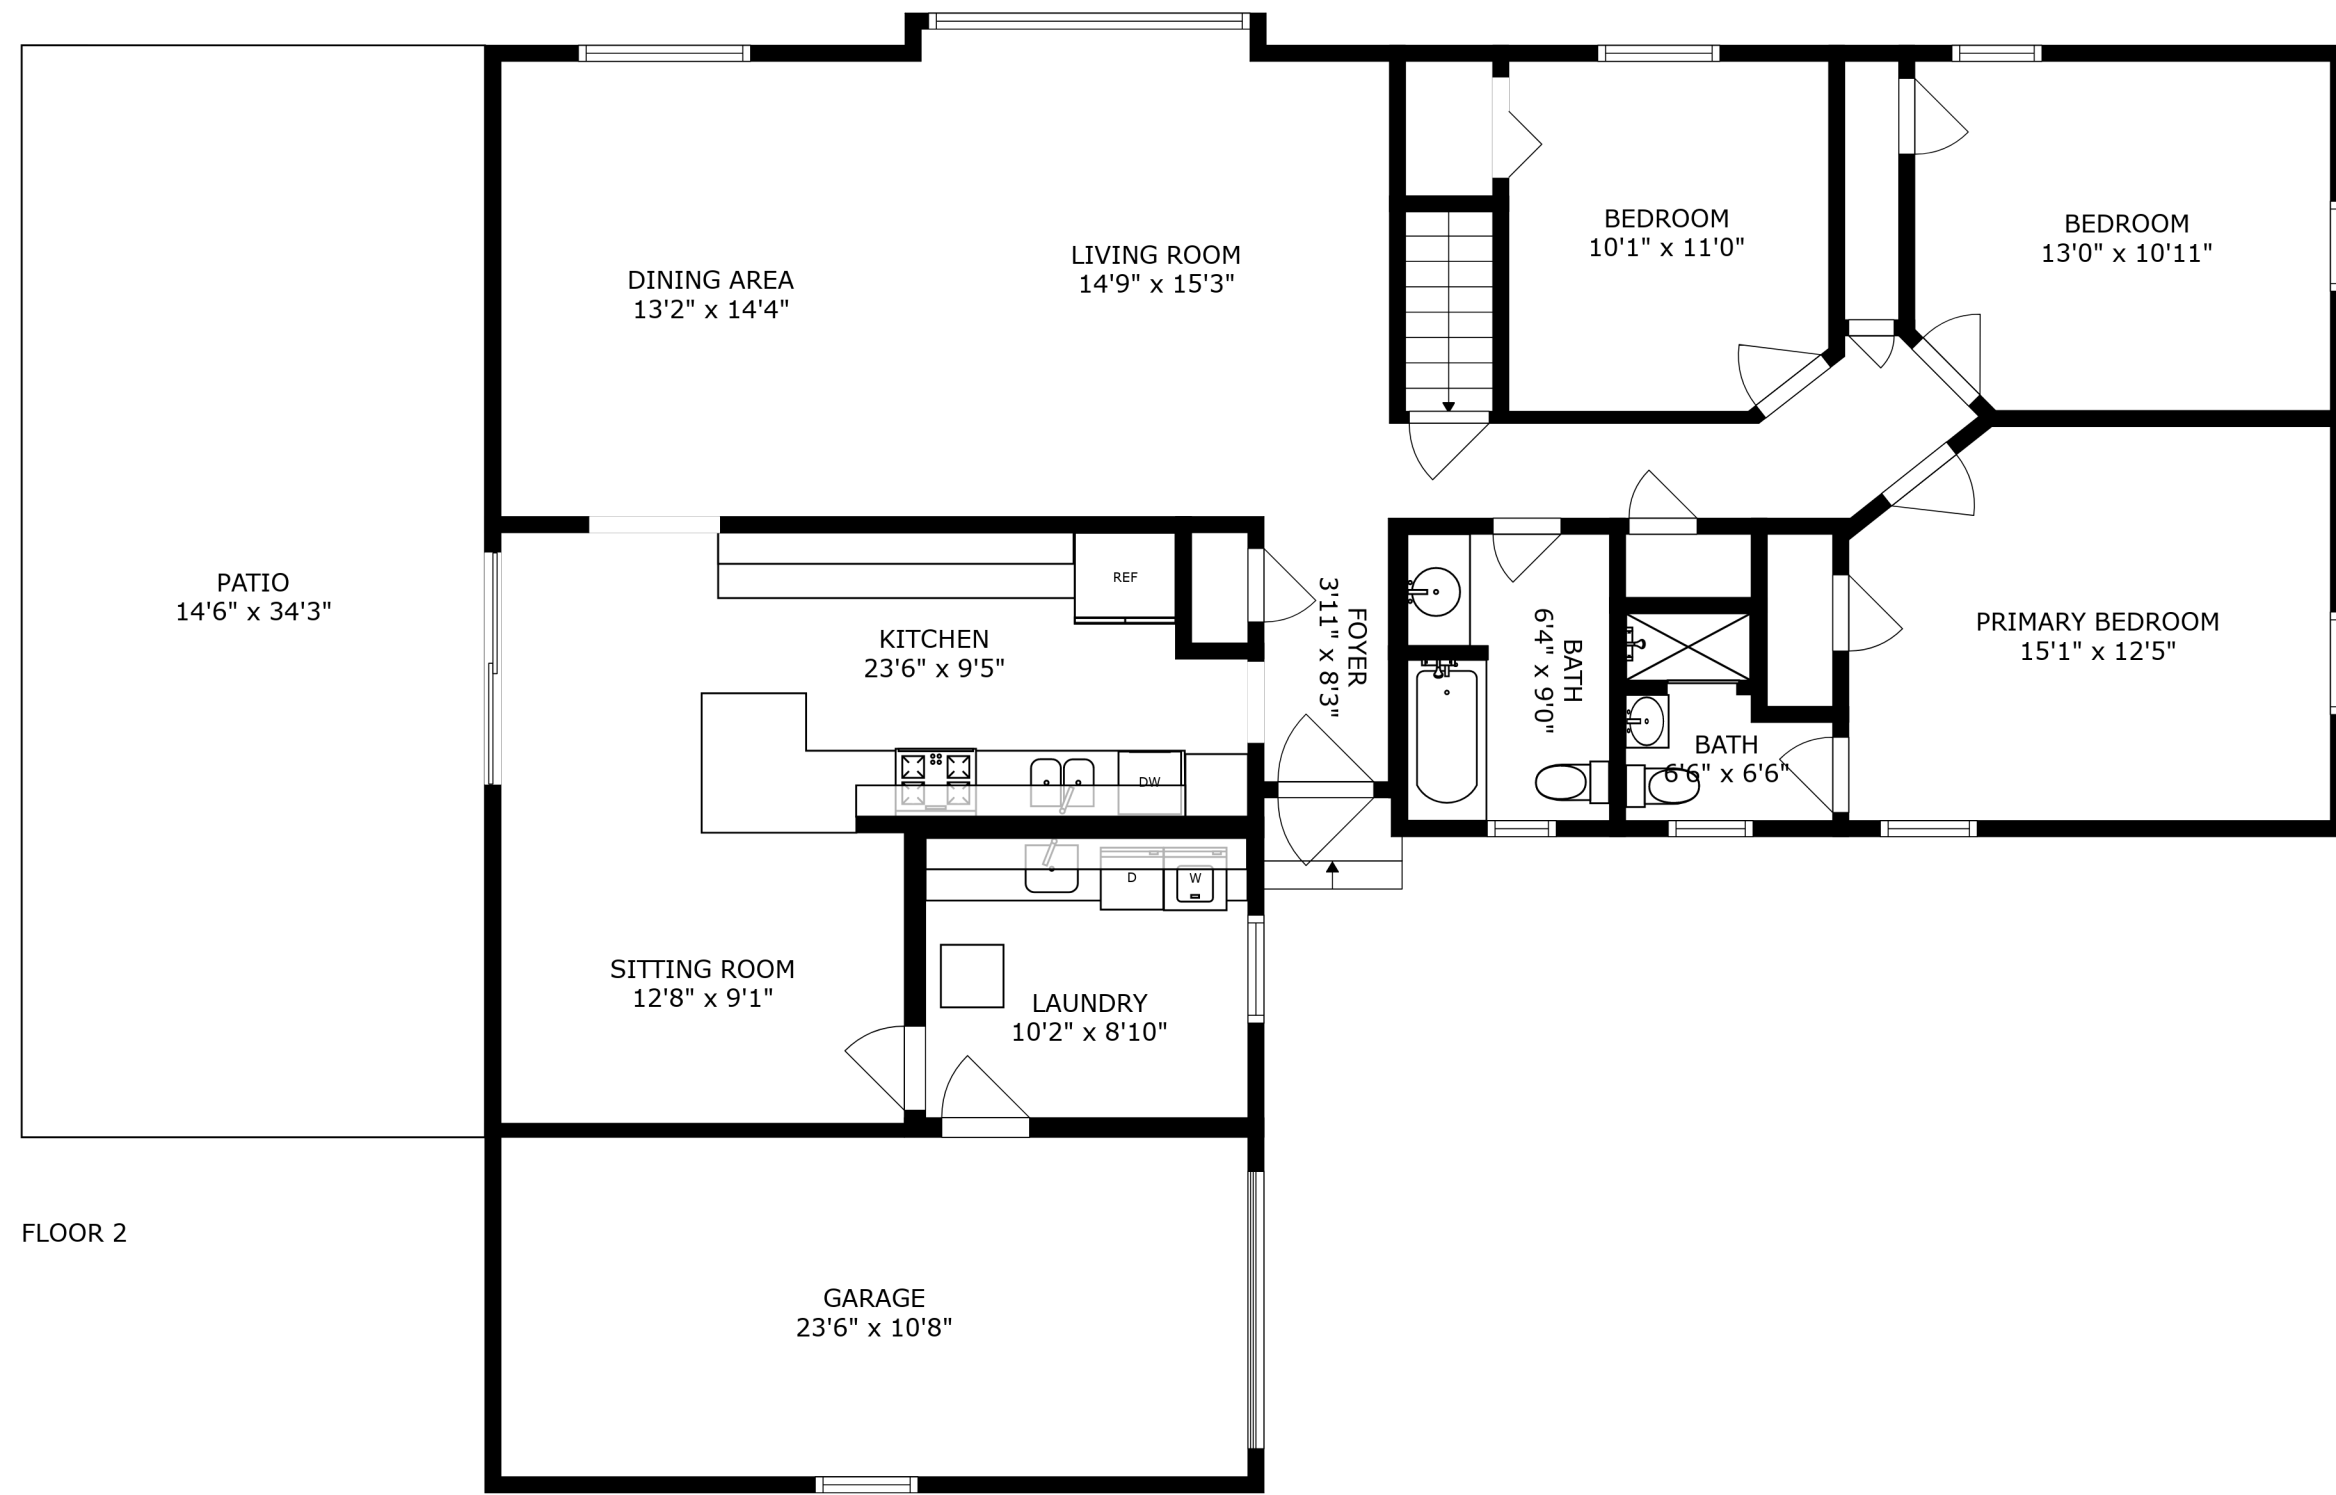 DINING AREA
13'2" x 14'4"
LIVING ROOM
14'9" x 15'3"
BEDROOM
10'1" x 11'0"
BEDROOM
13'0" x 10'11"
PATIO
14'6" x 34'3"
REF
KITCHEN
23'6" x 9'5"
DW
FOYER
3'11" x 8'3"
BATH
6'4" x 9'0"
BATH
6'6" x 6'6"
PRIMARY BEDROOM
15'1" x 12'5"
D
W
SITTING ROOM
12'8" x 9'1"
LAUNDRY
10'2" x 8'10"
FLOOR 2
GARAGE
23'6" x 10'8"